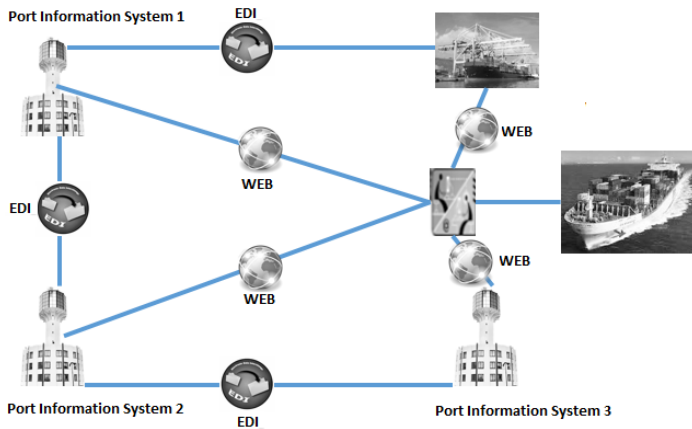 Port Information System 1
EDI
EDI
WEB
WEB
EDI
EDI
WEB
WEB
EDI
Port Information System 2
Port Information System 3
EDI